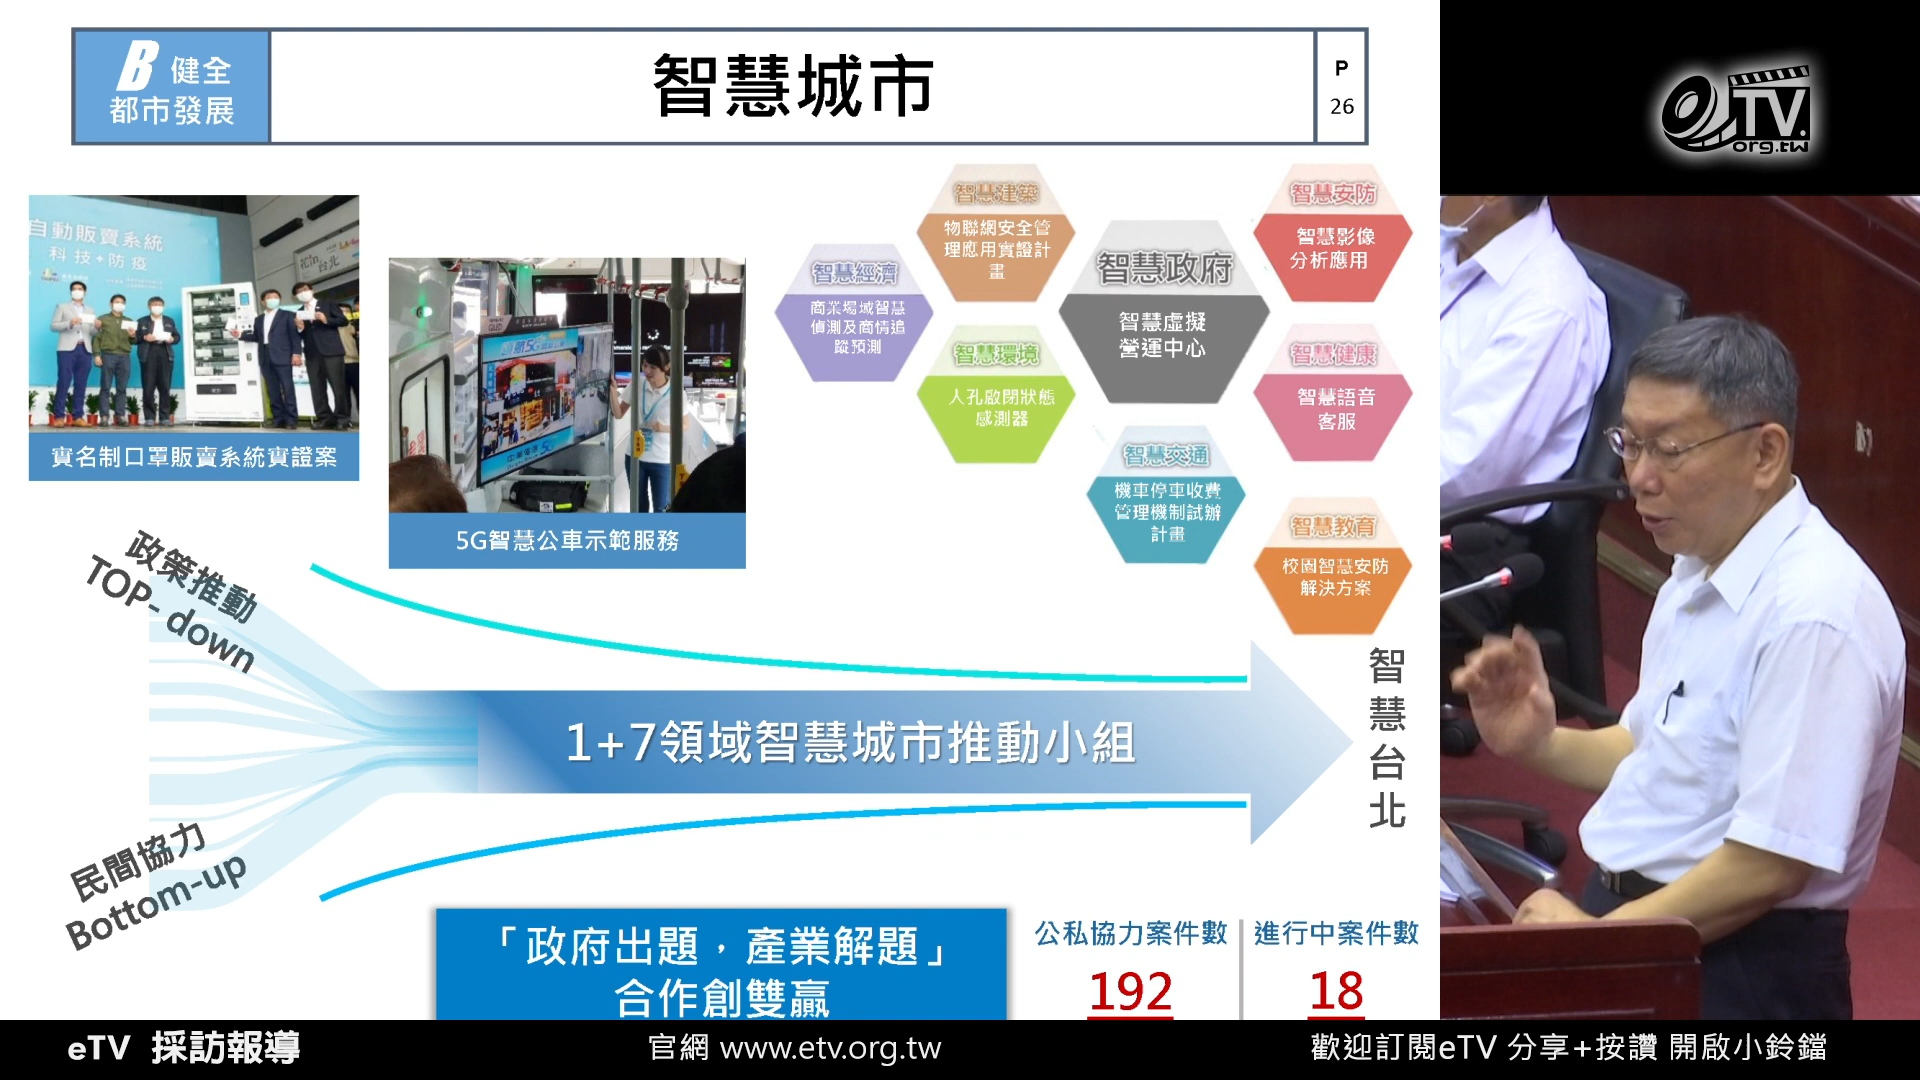 B 健全
都市發展
智慧城市
P
26
eTV.
org.tw
自動販賣系統
科技+防疫
實名制口罩販賣系統實證案
5G智慧公車示範服務
智慧經濟
商業場域智慧
偵測及商情追
蹤預測
智慧建築
物聯網安全管
理應用實證計
畫
智慧環境
人孔啟閉狀態
感測器
智慧政府
智慧虛擬
營運中心
智慧交通
機車停車收費
管理機制試辦
計畫
智慧安防
智慧影像
分析應用
智慧健康
智慧語音
客服
智慧教育
校園智慧安防
解決方案
政策推動
TOP- down
1+7領域智慧城市推動小組
智
慧
台
北
民間協力
Bottom-up
「政府出題，產業解題」
合作創雙贏
公私協力案件數
192
進行中案件數
18
eTV 採訪報導
官網 www.etv.org.tw
歡迎訂閱eTV 分享+按讚 開啟小鈴鐺